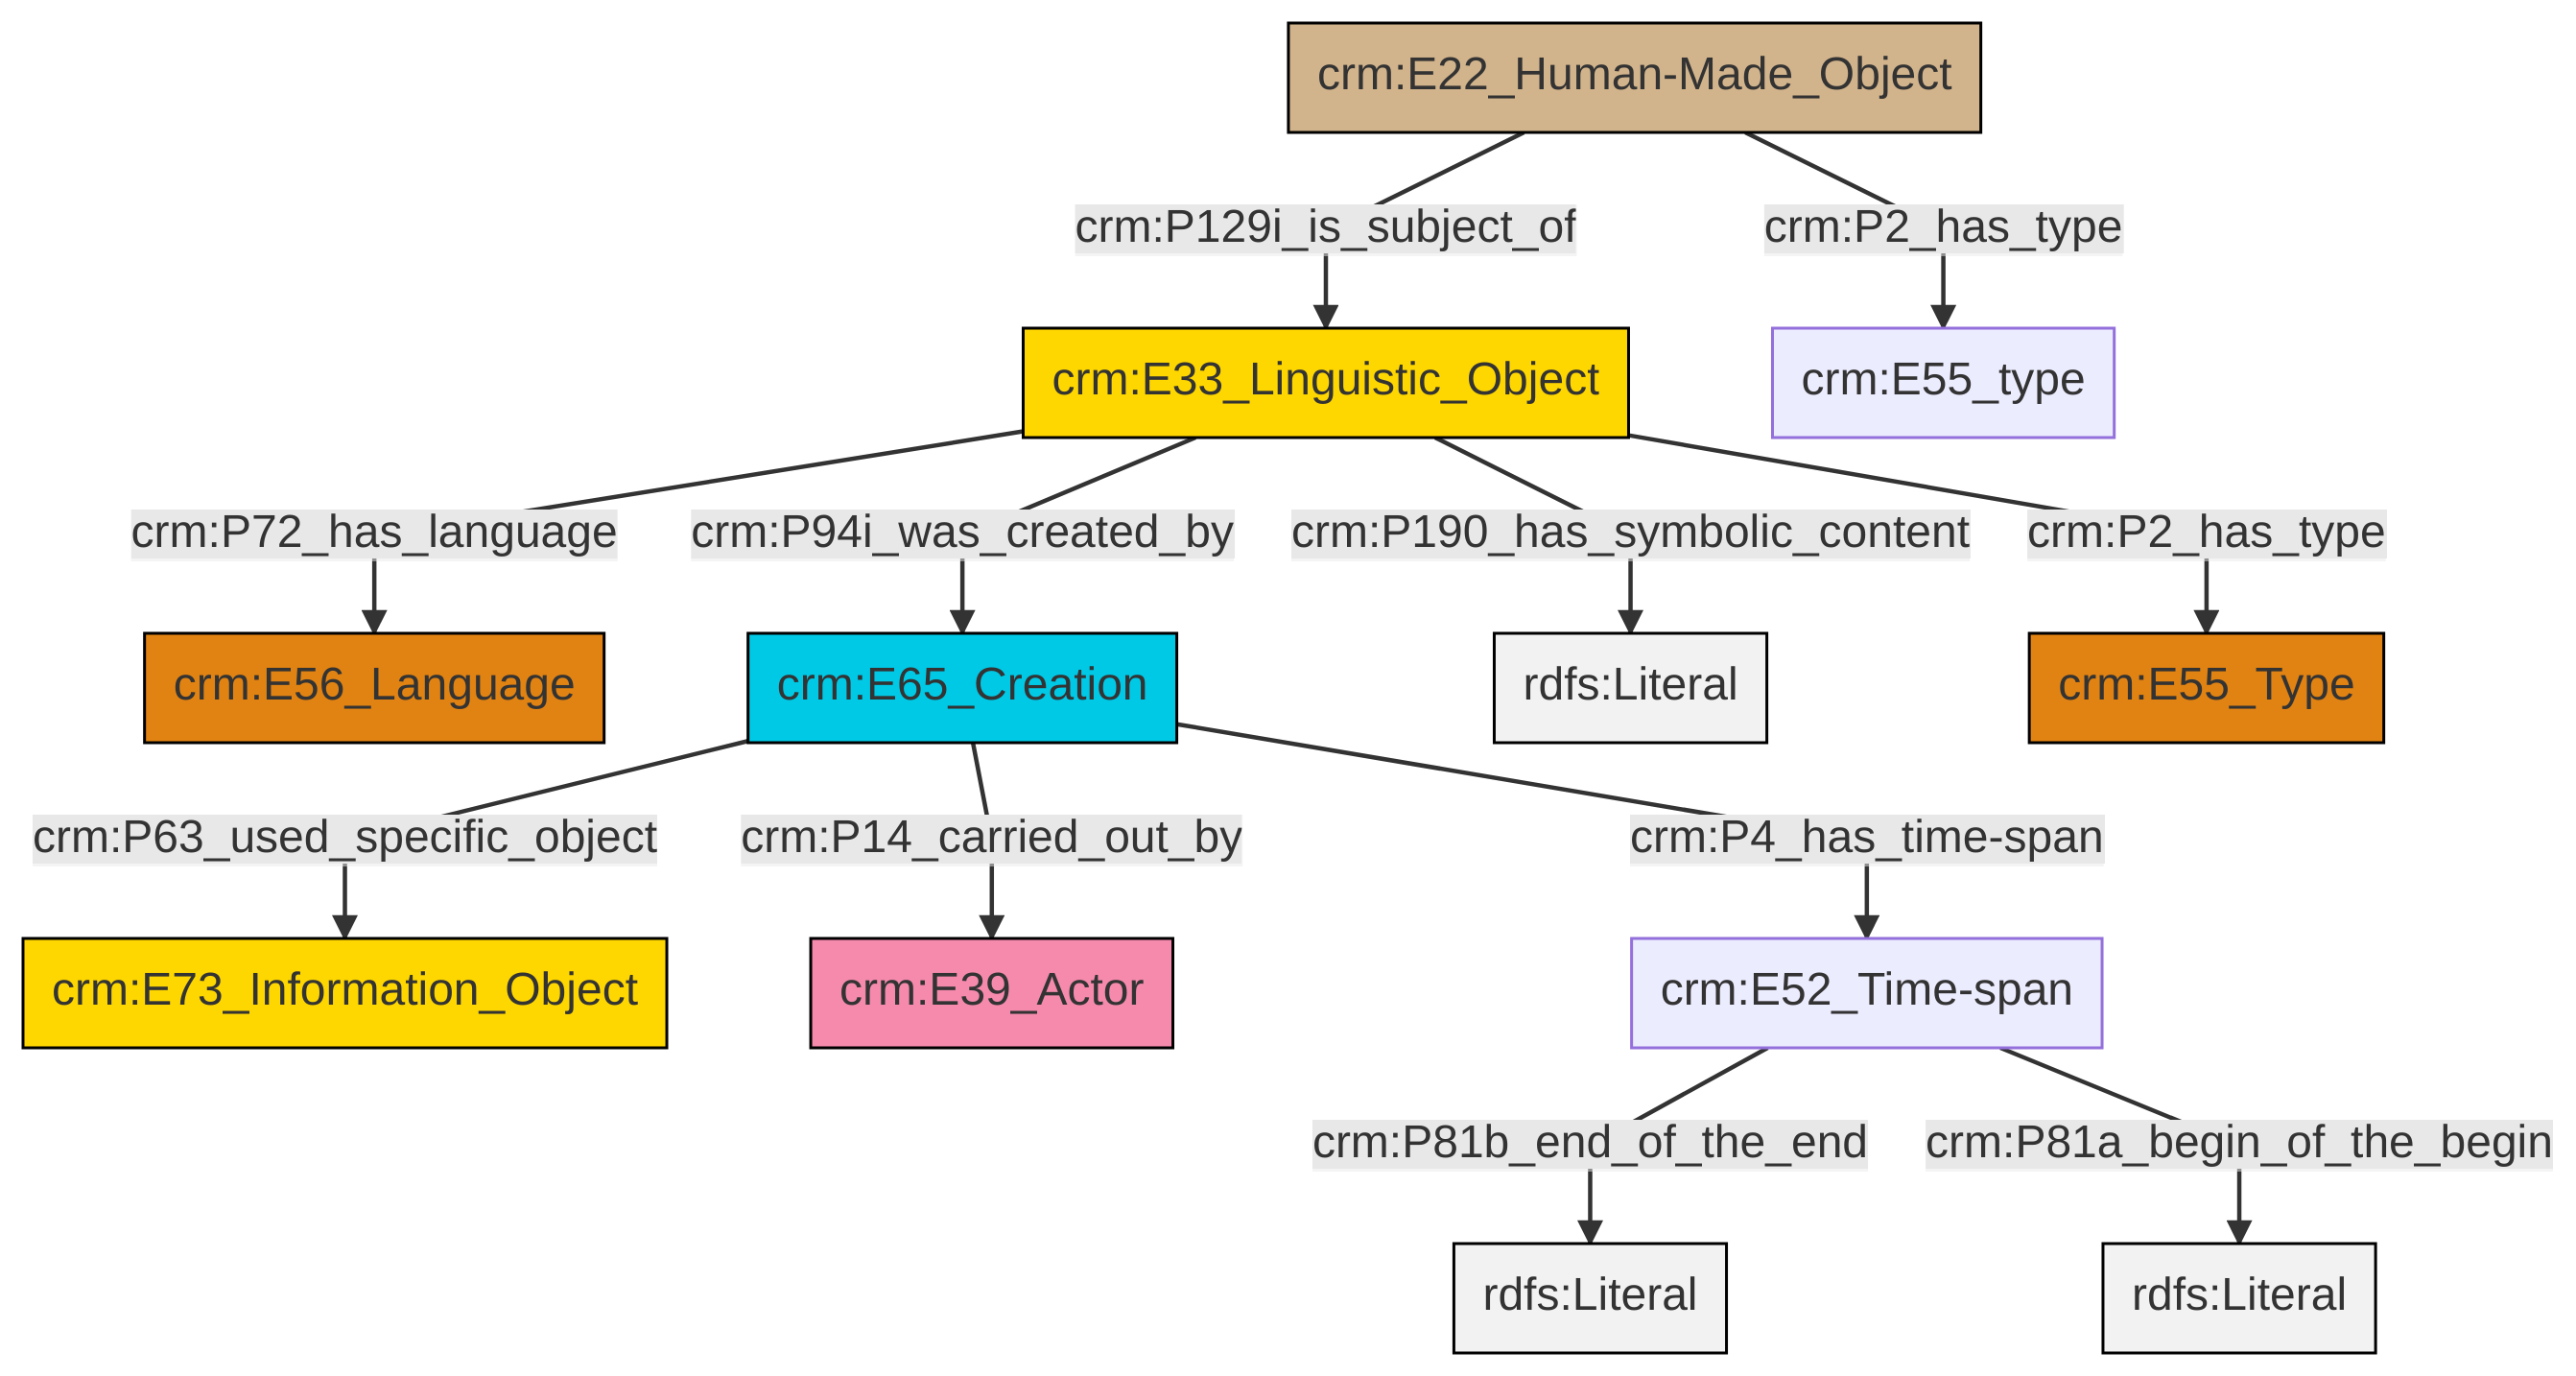 crm:E22_Human-Made_Object
crm:P129i_is_subject_of
crm:P2_has_type
crm:E33_Linguistic_Object
crm:E55_type
crm:P72_has_language
crm:P94i_was_created_by
crm:P190_has_symbolic_content
crm:P2_has_type
crm:E56_Language
crm:E65_Creation
rdfs:Literal
crm:E55_Type
crm:P63_used_specific_object
crm:P14_carried_out_by
crm:P4_has_time-span
crm:E73_Information_Object
crm:E39_Actor
crm:E52_Time-span
crm:P81b_end_of_the_end
crm:P81a_begin_of_the_begin
rdfs:Literal
rdfs:Literal